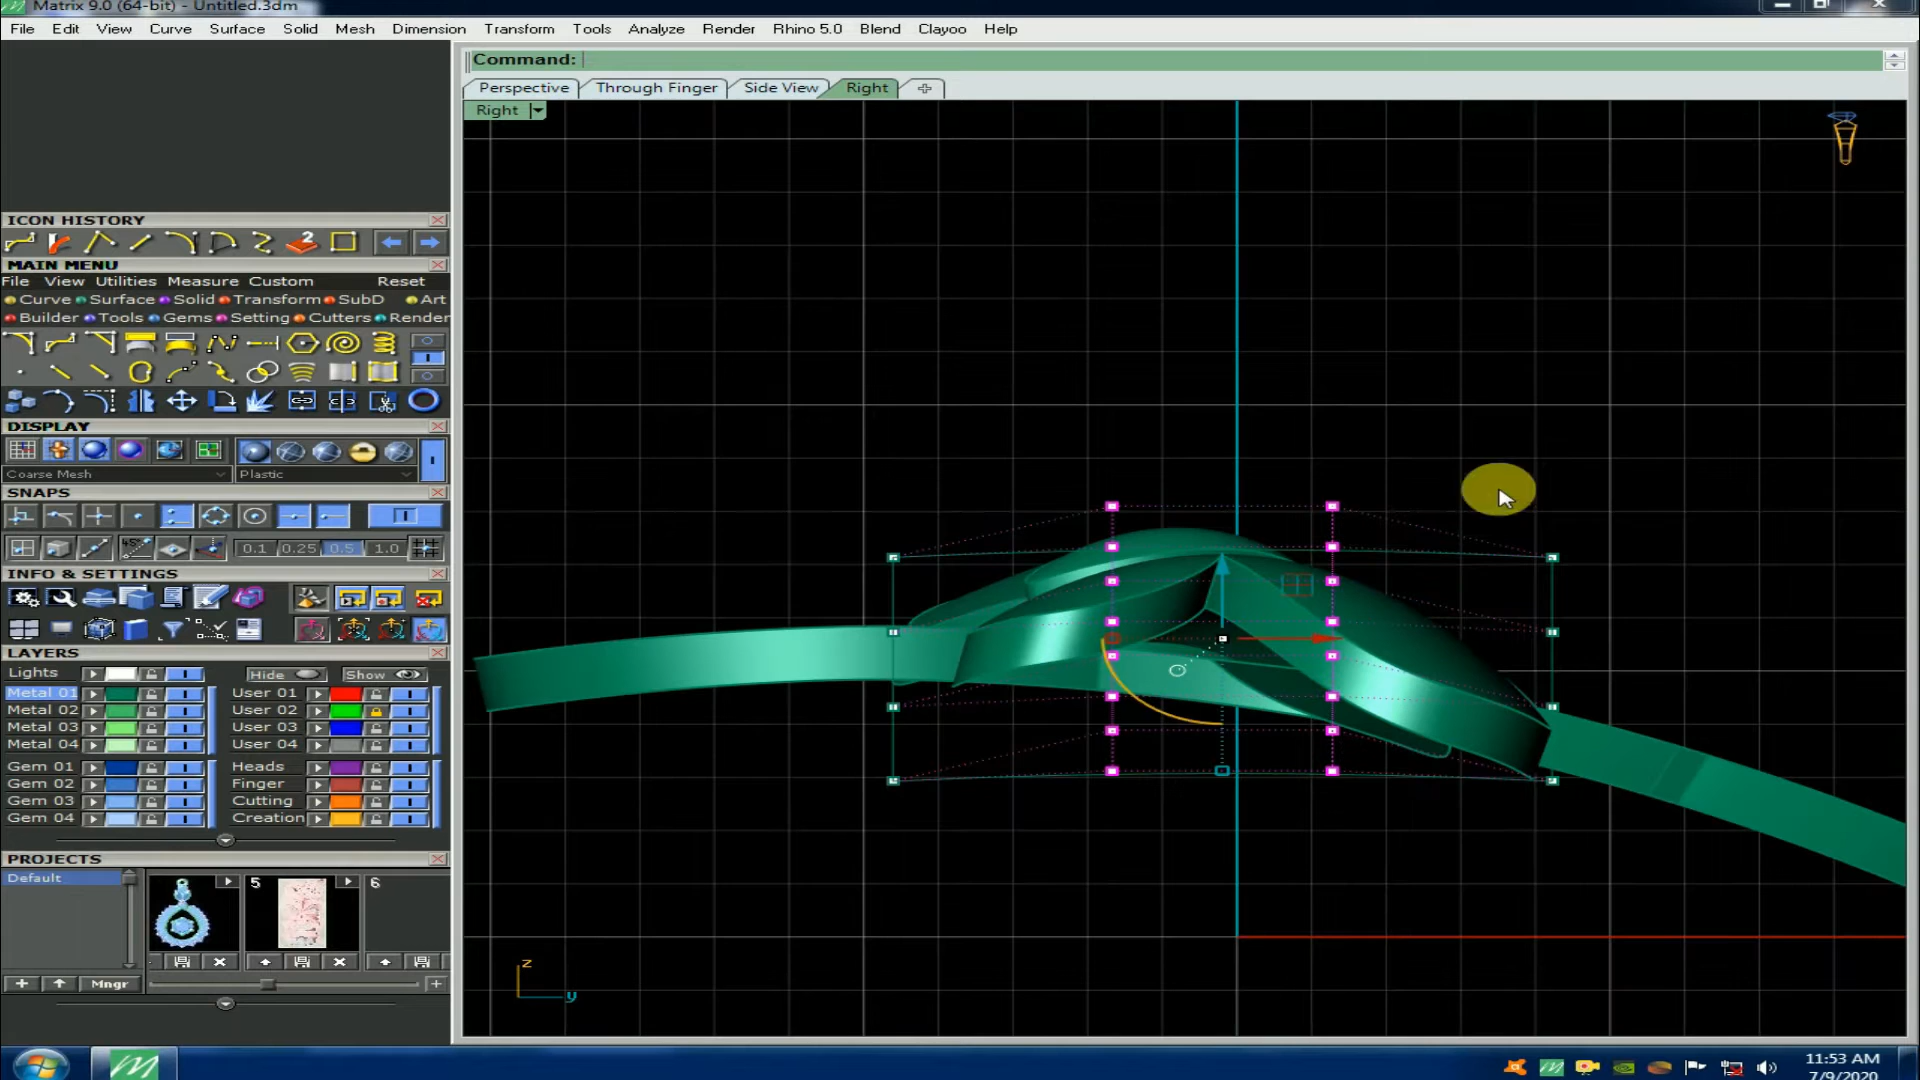 Matrix 9.0 (64-bit) - Untitled.3dm
File Edit View Curve Surface Solid Mesh Dimension Transform Tools Analyze Render Rhino 5.0 Blend Clayoo Help
Command:
Perspective Through Finger Side View Right
Right
ICON HISTORY
2
MAIN MENU
File View Utilities Measure Custom Reset
Curve Surface Solid Transform SubD Art
Builder Tools Gems Setting Cutters Render
DISPLAY
Coarse Mesh Plastic
SNAPS
45°
0.1 0.25 0.5 1.0
INFO & SETTINGS
LAYERS
Lights Hide Show
Metal 01 User 01
Metal 02 User 02
Metal 03 User 03
Metal 04 User 04
Gem 01 Heads
Gem 02 Finger
Gem 03 Cutting
Gem 04 Creation
PROJECTS
Default 5 6
Mngr
z
y
11:53 AM
7/9/2020